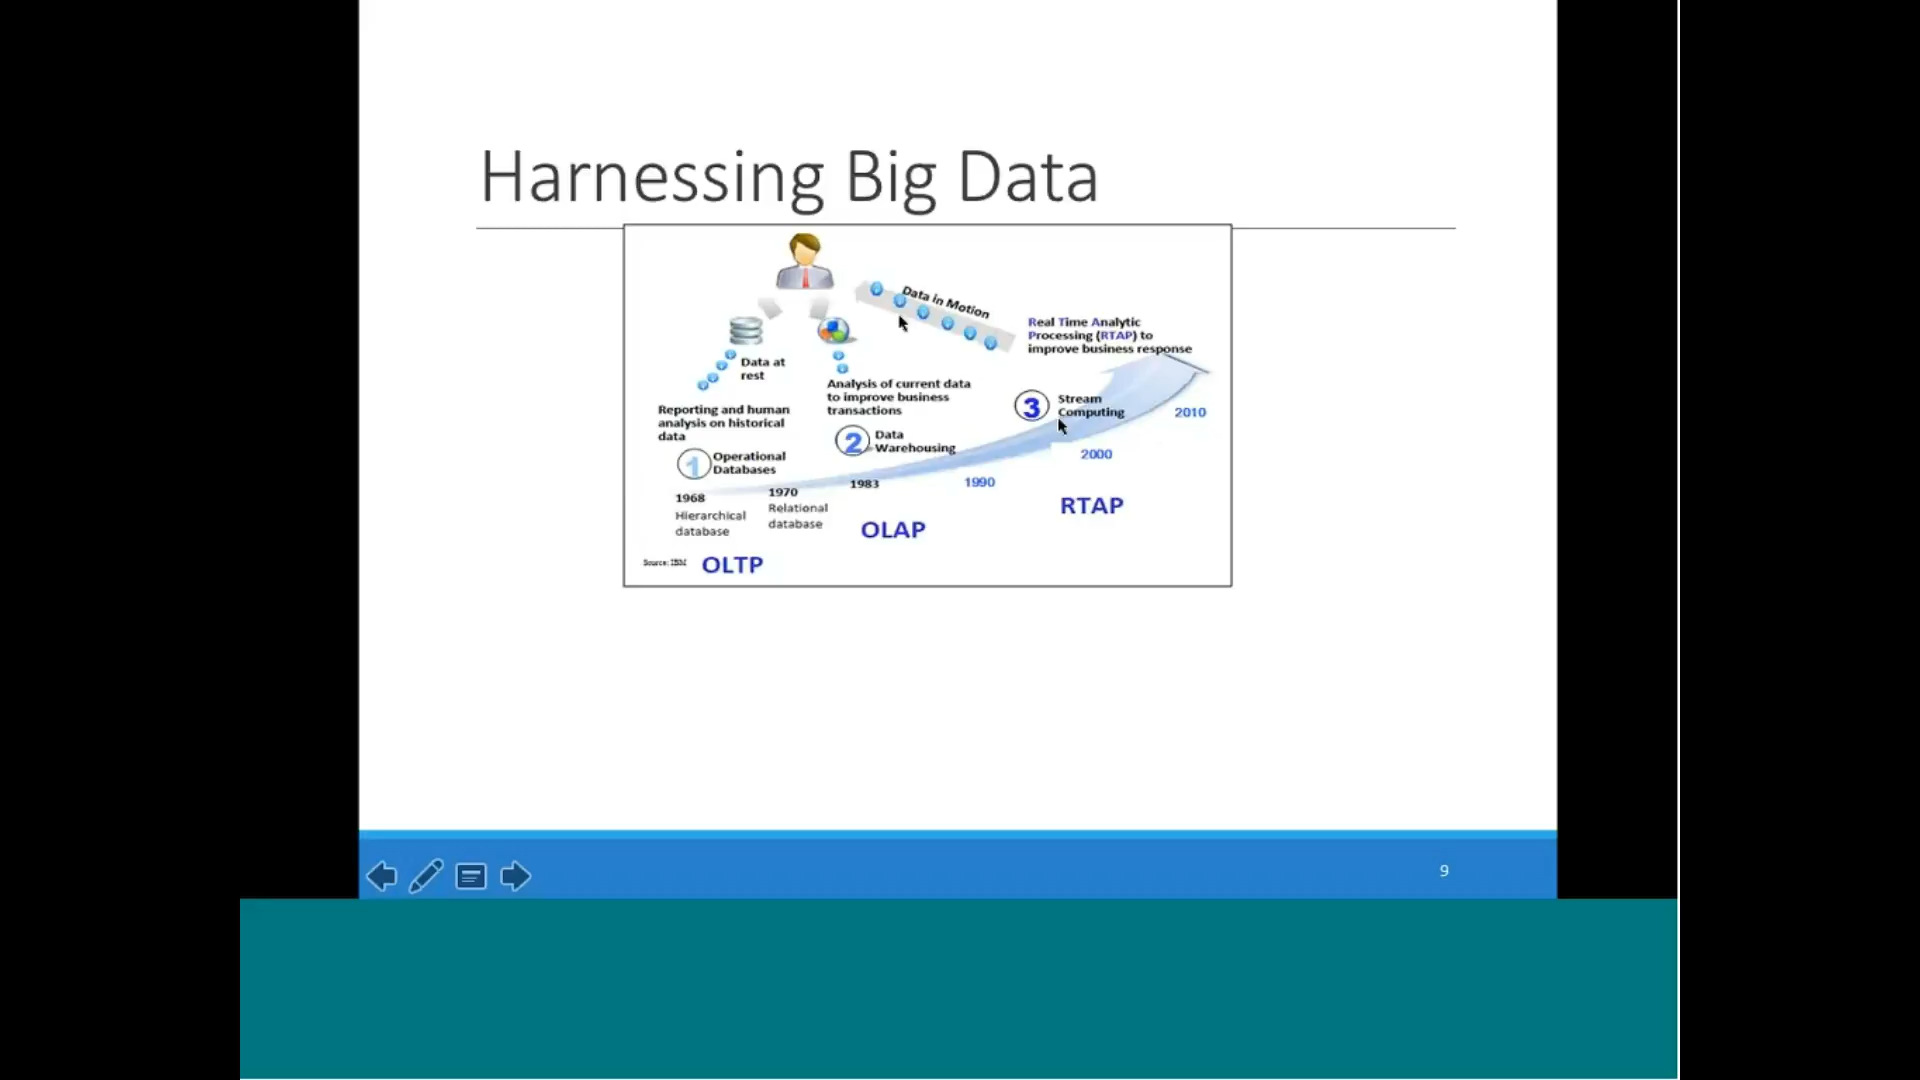 Harnessing Big Data
Data in Motion
Real Time Analytic
Processing (RTAP) to
improve business response
Data at
rest
Analysis of current data
to improve business
transactions
Reporting and human
analysis on historical
data
3
Stream
Computing
2010
2
Data
Warehousing
1
Operational
Databases
2000
1990
1983
1970
Relational
database
1968
Hierarchical
database
RTAP
OLAP
OLTP
Source: IBM
9